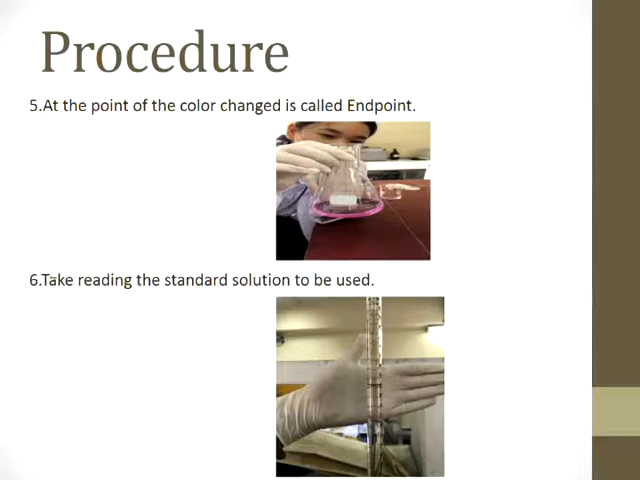 Procedure
5.At the point of the color changed is called Endpoint.
6.Take reading the standard solution to be used.